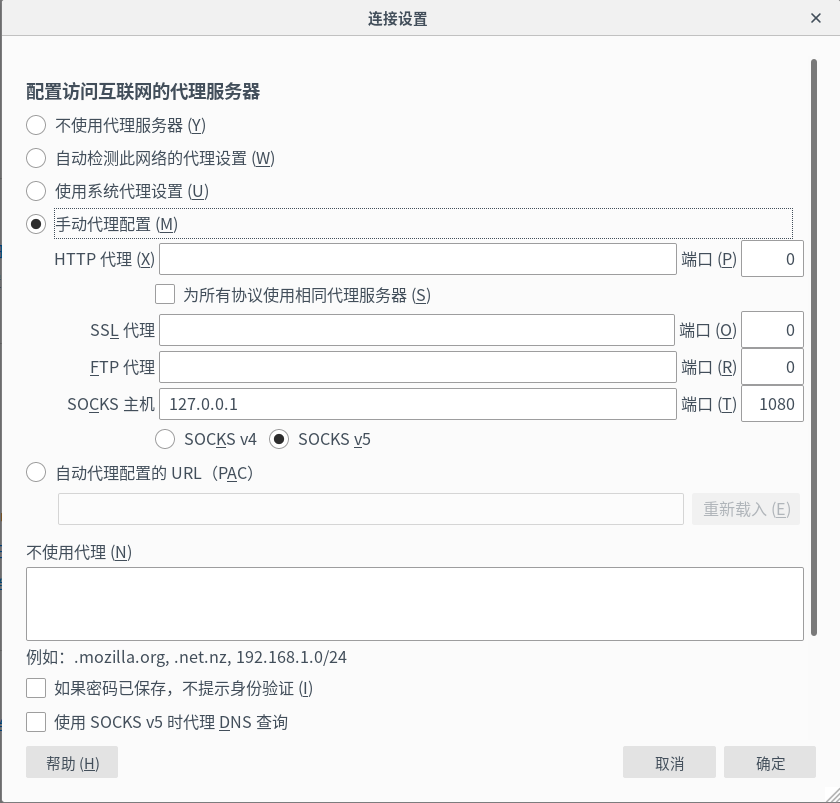 连接设置
配置访问互联网的代理服务器
不使用代理服务器 (Y)
自动检测此网络的代理设置 (W)
使用系统代理设置 (U)
手动代理配置 (M)
HTTP 代理 (X) 端口 (P) 0
为所有协议使用相同代理服务器 (S)
SSL 代理 端口 (O) 0
FTP 代理 端口 (R) 0
SOCKS 主机 127.0.0.1 端口 (T) 1080
SOCKS v4 SOCKS v5
自动代理配置的 URL（PAC）
重新载入 (E)
不使用代理 (N)
例如：.mozilla.org, .net.nz, 192.168.1.0/24
如果密码已保存，不提示身份验证 (I)
使用 SOCKS v5 时代理 DNS 查询
帮助 (H) 取消 确定